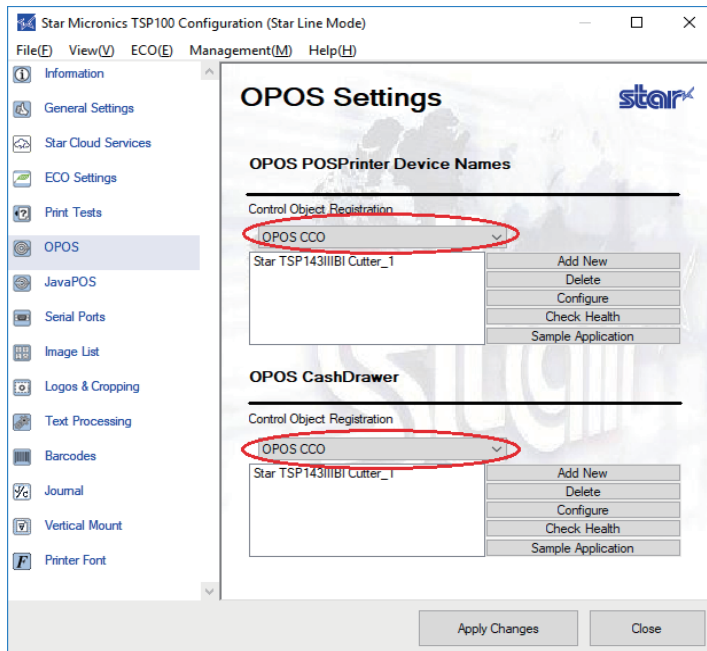 Star Micronics TSP100 Configuration (Star Line Mode)
File(F) View(V) ECO(E) Management(M) Help(H)
Information
General Settings
Star Cloud Services
ECO Settings
Print Tests
OPOS
JavaPOS
Serial Ports
Image List
Logos & Cropping
Text Processing
Barcodes
Journal
Vertical Mount
Printer Font
OPOS Settings
star
OPOS POSPrinter Device Names
Control Object Registration
OPOS CCO
Star TSP143IIIBI Cutter_1
Add New
Delete
Configure
Check Health
Sample Application
OPOS CashDrawer
Control Object Registration
OPOS CCO
Star TSP143IIIBI Cutter_1
Add New
Delete
Configure
Check Health
Sample Application
Apply Changes
Close